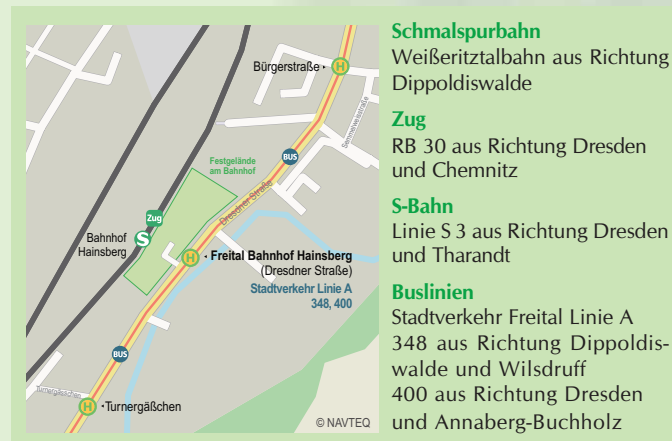 Bürgerstraße
H
Semmelweisstraße
BUS
Festgelände
am Bahnhof
Dresdner Straße
Zug
S
Bahnhof
Hainsberg
H
Freital Bahnhof Hainsberg
(Dresdner Straße)
Stadtverkehr Linie A
348, 400
BUS
Turnergäßchen
H
Turnergäßchen
© NAVTEQ
Schmalspurbahn
Weißeritztalbahn aus Richtung
Dippoldiswalde
Zug
RB 30 aus Richtung Dresden
und Chemnitz
S-Bahn
Linie S 3 aus Richtung Dresden
und Tharandt
Buslinien
Stadtverkehr Freital Linie A
348 aus Richtung Dippoldis-
walde und Wilsdruff
400 aus Richtung Dresden
und Annaberg-Buchholz